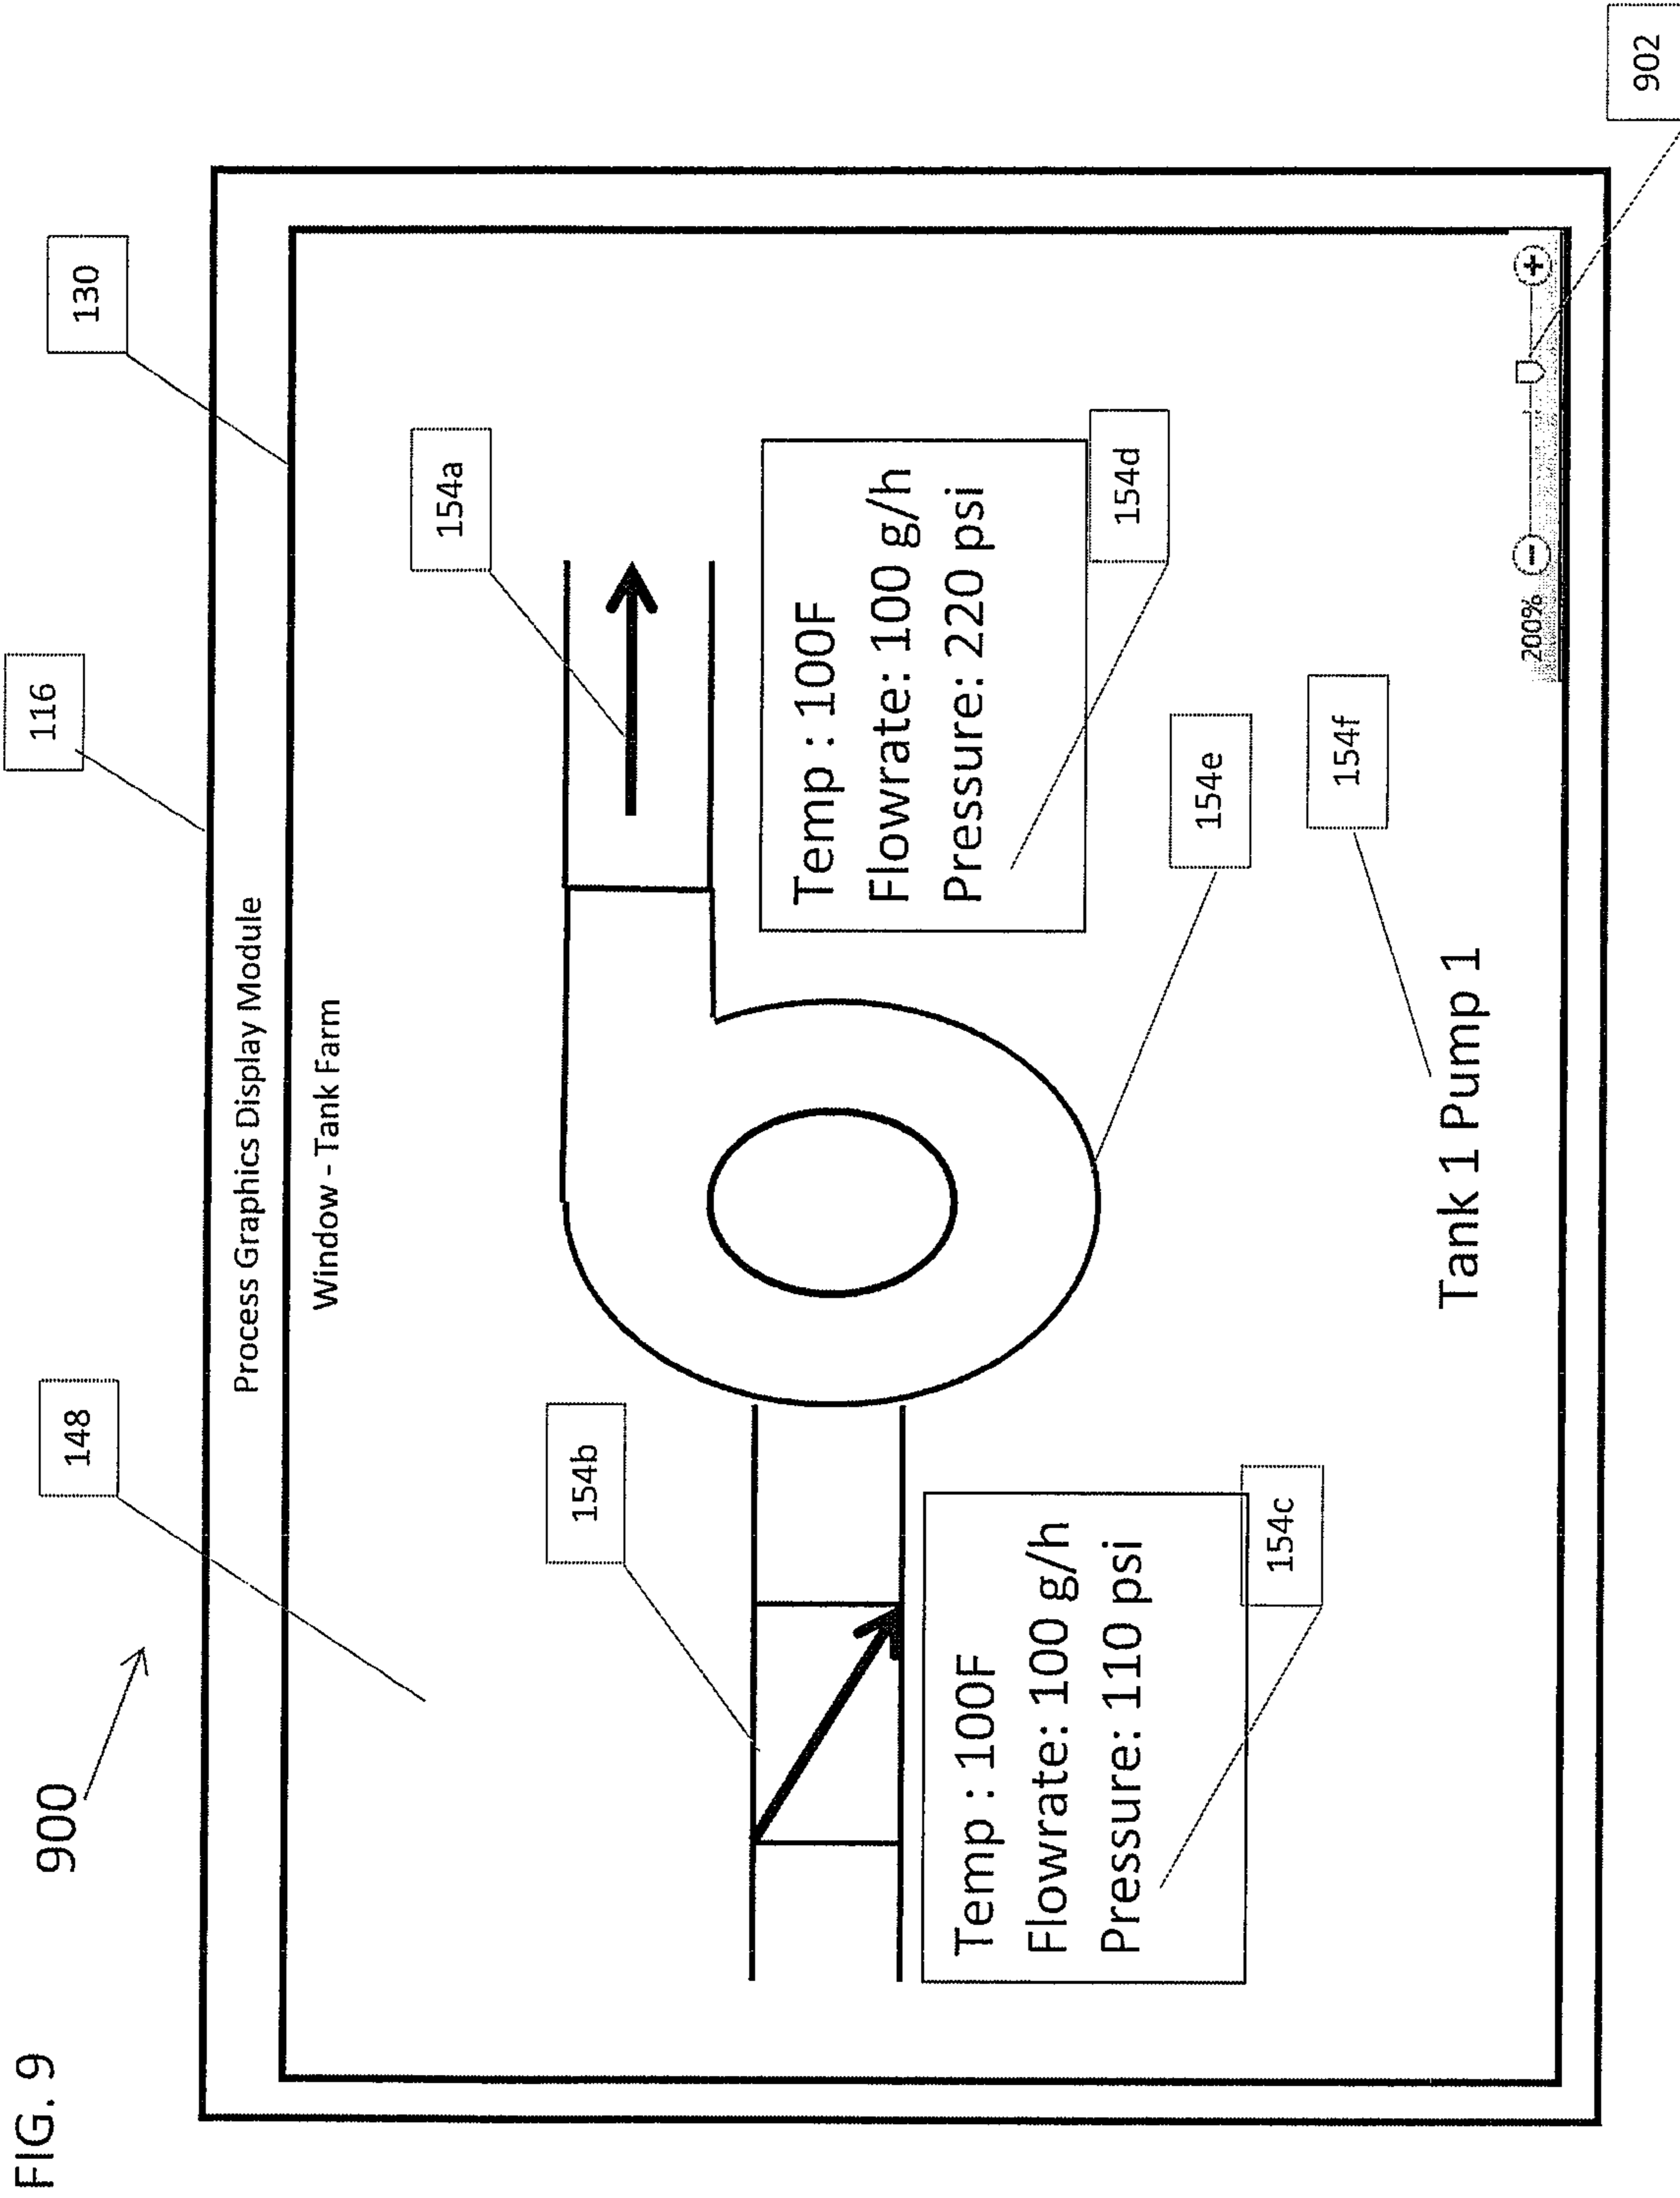 FIG. 9
900
148
116
130
Process Graphics Display Module
Window - Tank Farm
154b
154a
Temp : 100F
Flowrate: 100 g/h
Pressure: 220 psi
154d
Temp : 100F
Flowrate: 100 g/h
Pressure: 110 psi
154c
154e
154f
Tank 1 Pump 1
200%
902